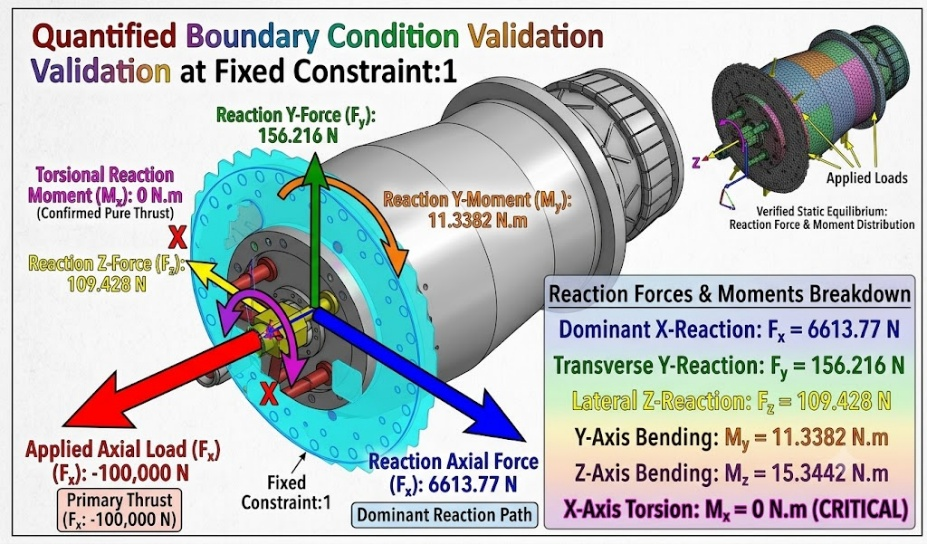 Quantified Boundary Condition Validation
Validation at Fixed Constraint:1
Reaction Y-Force (Fy):
156.216 N
Torsional Reaction
Moment (Mx): 0 N.m
(Confirmed Pure Thrust)
X
Reaction Z-Force (Fz):
109.428 N
Reaction Y-Moment (My):
11.3382 N.m
X
Applied Axial Load (Fx)
(Fx): -100,000 N
Primary Thrust
(Fx: -100,000 N)
Fixed
Constraint:1
Reaction Axial Force
(Fx): 6613.77 N
Dominant Reaction Path
Z
Applied Loads
Verified Static Equilibrium:
Reaction Force & Moment Distribution
Reaction Forces & Moments Breakdown
Dominant X-Reaction: Fx = 6613.77 N
Transverse Y-Reaction: Fy = 156.216 N
Lateral Z-Reaction: Fz = 109.428 N
Y-Axis Bending: My = 11.3382 N.m
Z-Axis Bending: Mz = 15.3442 N.m
X-Axis Torsion: Mx = 0 N.m (CRITICAL)